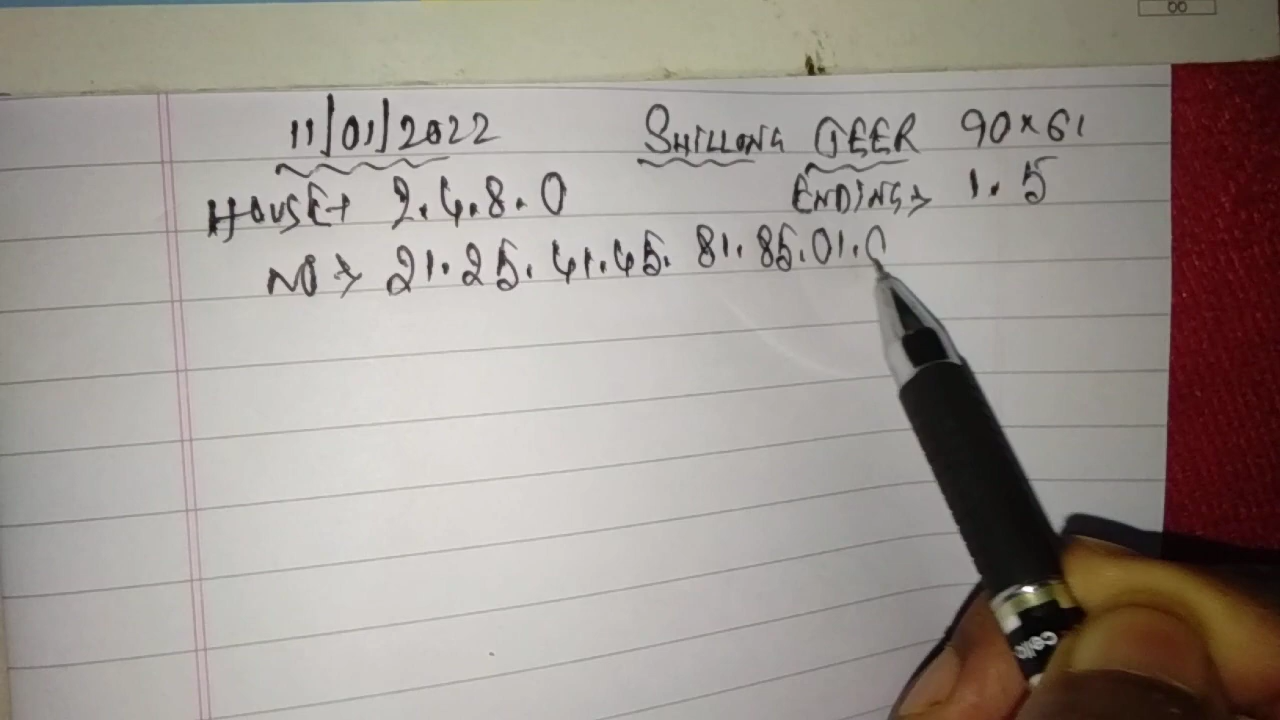 11/01/2022 SHILLONG TEER 90×61
HOUSE→ 2.4.8.0 ENDING→ 1.5
NO→ 21.25.41.45.81.85.01.0
Cello